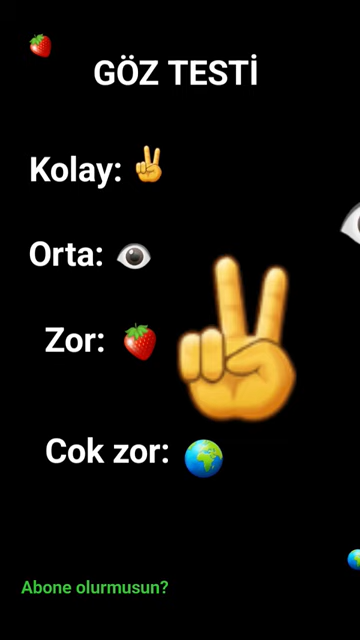 GÖZ TESTİ
Kolay: ✌️
Orta: 👁️
Zor: 🍓
Cok zor: 🌍
Abone olurmusun?